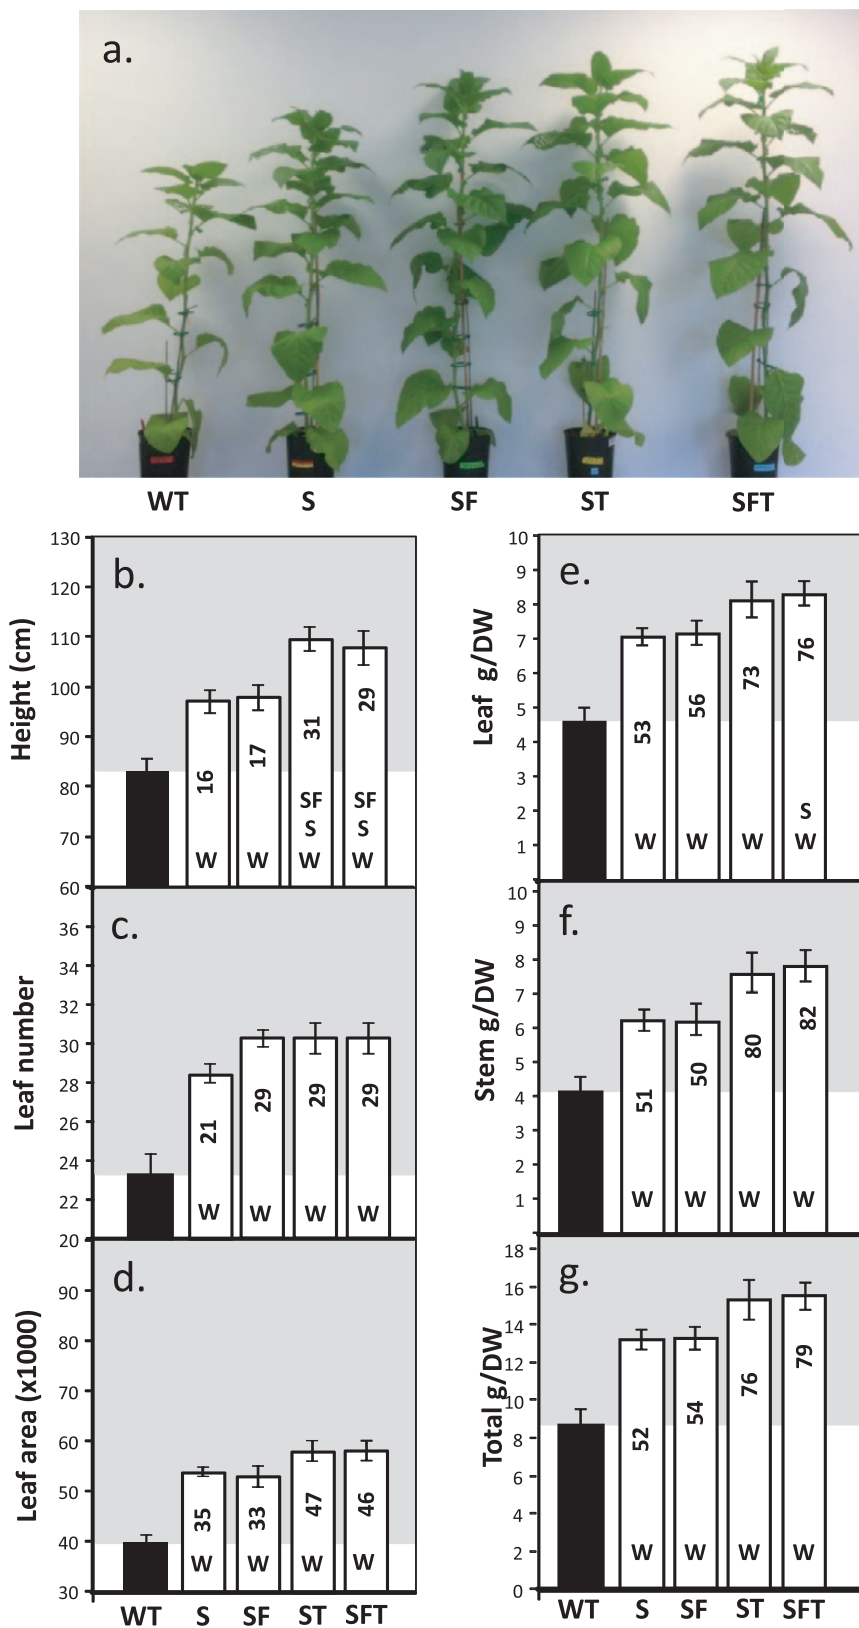 a.
WT S SF ST SFT
b.
Height (cm)
130
120
110
100
90
80
70
60
16
W
17
W
31
SF
S
W
29
SF
S
W
c.
Leaf number
36
34
32
30
28
26
24
22
20
21
W
29
W
29
W
29
W
d.
Leaf area (x1000)
90
80
70
60
50
40
30
35
W
33
W
47
W
46
W
WT S SF ST SFT
e.
Leaf g/DW
10
9
8
7
6
5
4
3
2
1
53
W
56
W
73
W
76
S
W
f.
Stem g/DW
10
9
8
7
6
5
4
3
2
1
51
W
50
W
80
W
82
W
g.
Total g/DW
18
16
14
12
10
8
6
4
2
0
52
W
54
W
76
W
79
W
WT S SF ST SFT